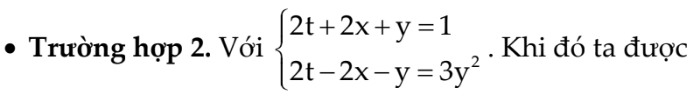 • Trường hợp 2. Với { 2t + 2x + y = 1
2t − 2x − y = 3y² . Khi đó ta được